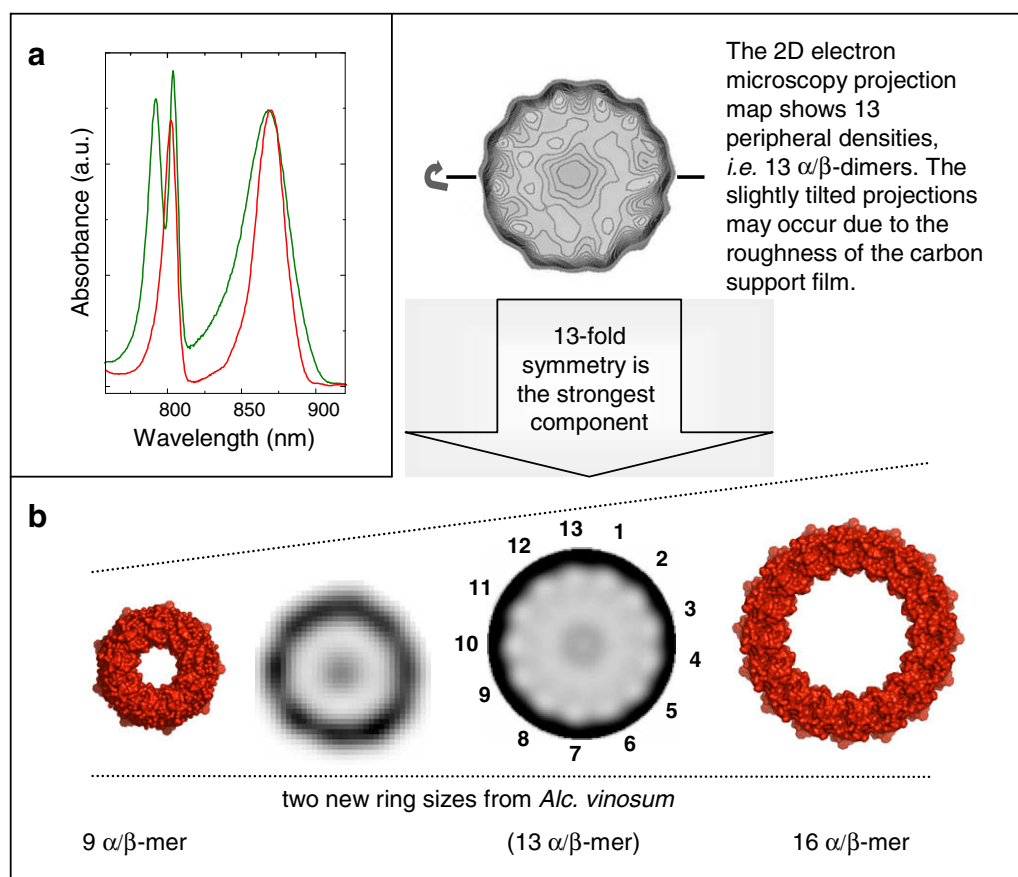 a
Absorbance (a.u.)
800 850 900
Wavelength (nm)
The 2D electron
microscopy projection
map shows 13
peripheral densities,
i.e. 13 α/β-dimers. The
slightly tilted projections
may occur due to the
roughness of the carbon
support film.
13-fold
symmetry is
the strongest
component
b
13
1
12
2
11
3
10
4
9
5
8
6
7
two new ring sizes from Alc. vinosum
9 α/β-mer
(13 α/β-mer)
16 α/β-mer